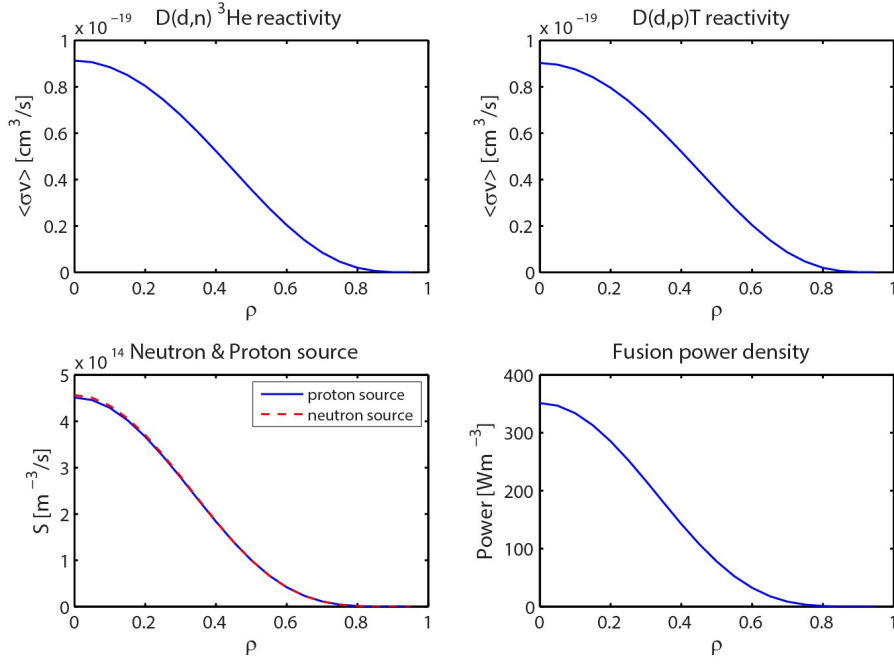 D(d,n) ³He reactivity
x 10 ⁻¹⁹
<σv> [cm³/s]
1
0.8
0.6
0.4
0.2
0
0 0.2 0.4 0.6 0.8 1
ρ
D(d,p)T reactivity
x 10 ⁻¹⁹
<σv> [cm³/s]
1
0.8
0.6
0.4
0.2
0
0 0.2 0.4 0.6 0.8 1
ρ
x 10 ¹⁴ Neutron & Proton source
S [m⁻³/s]
5
4
3
2
1
0
proton source
neutron source
0 0.2 0.4 0.6 0.8 1
ρ
Fusion power density
Power [Wm⁻³]
400
300
200
100
0
0 0.2 0.4 0.6 0.8 1
ρ